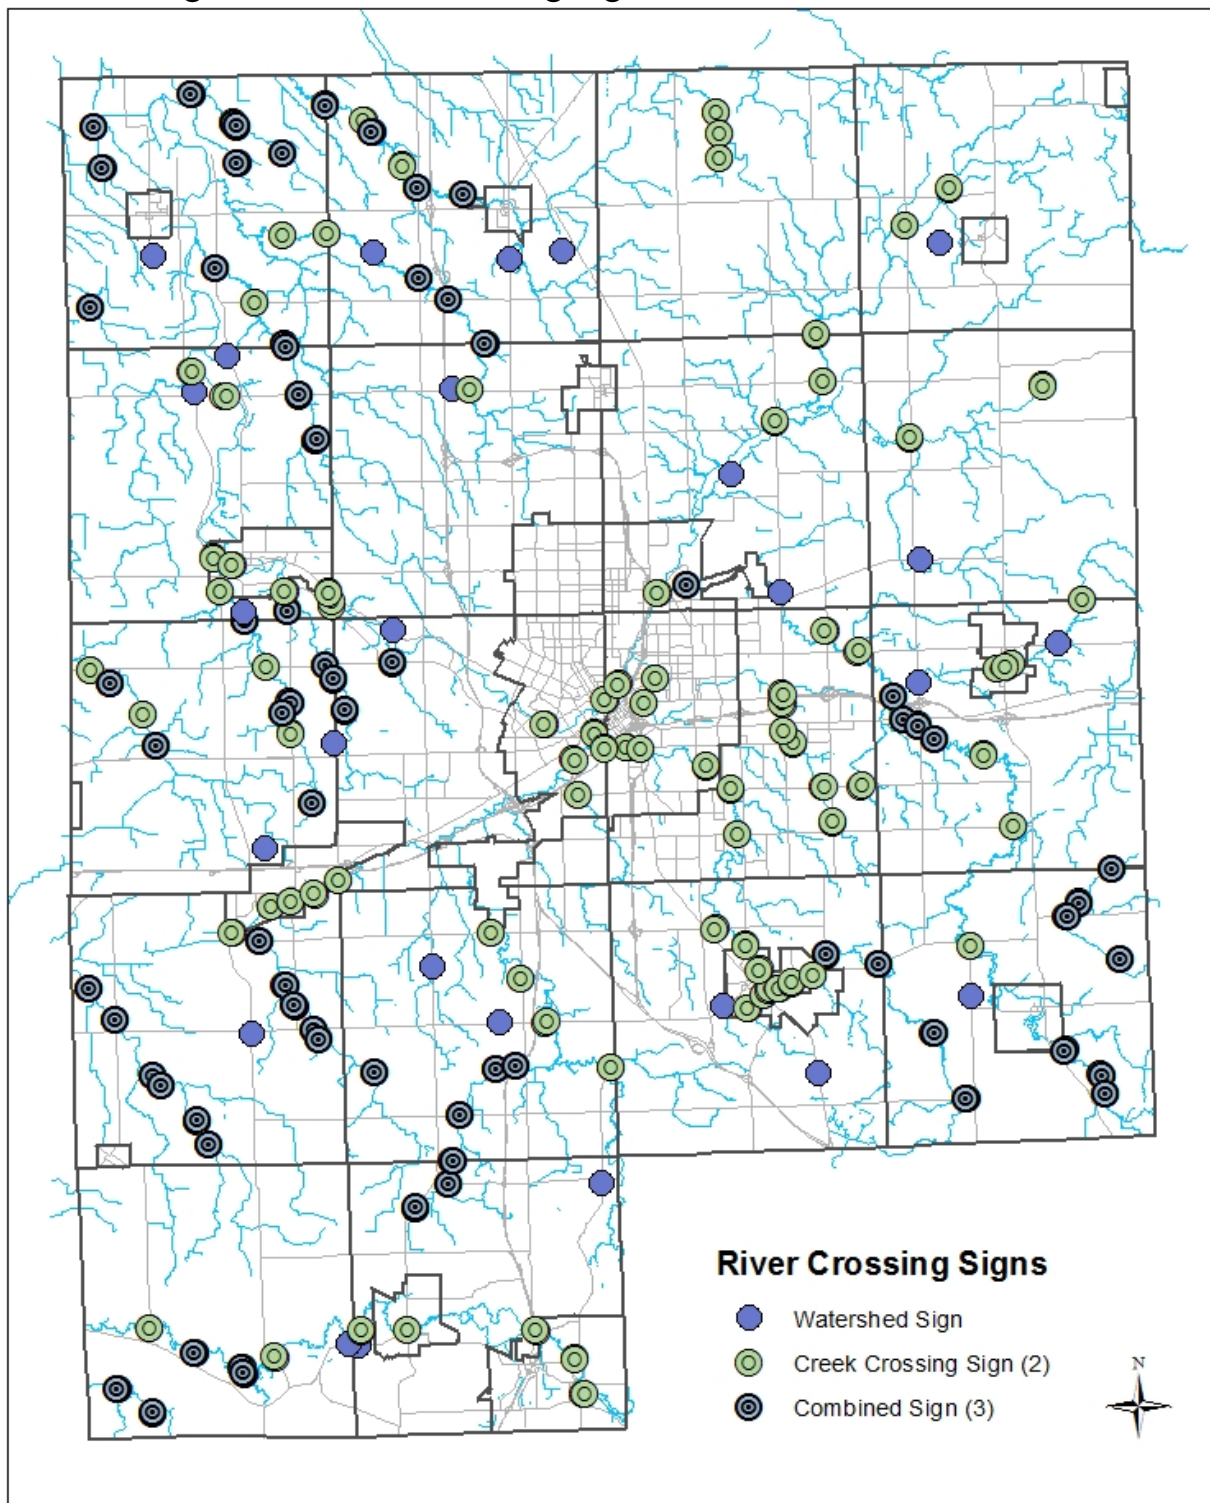 River Crossing Signs
Watershed Sign
Creek Crossing Sign (2)
Combined Sign (3)
N